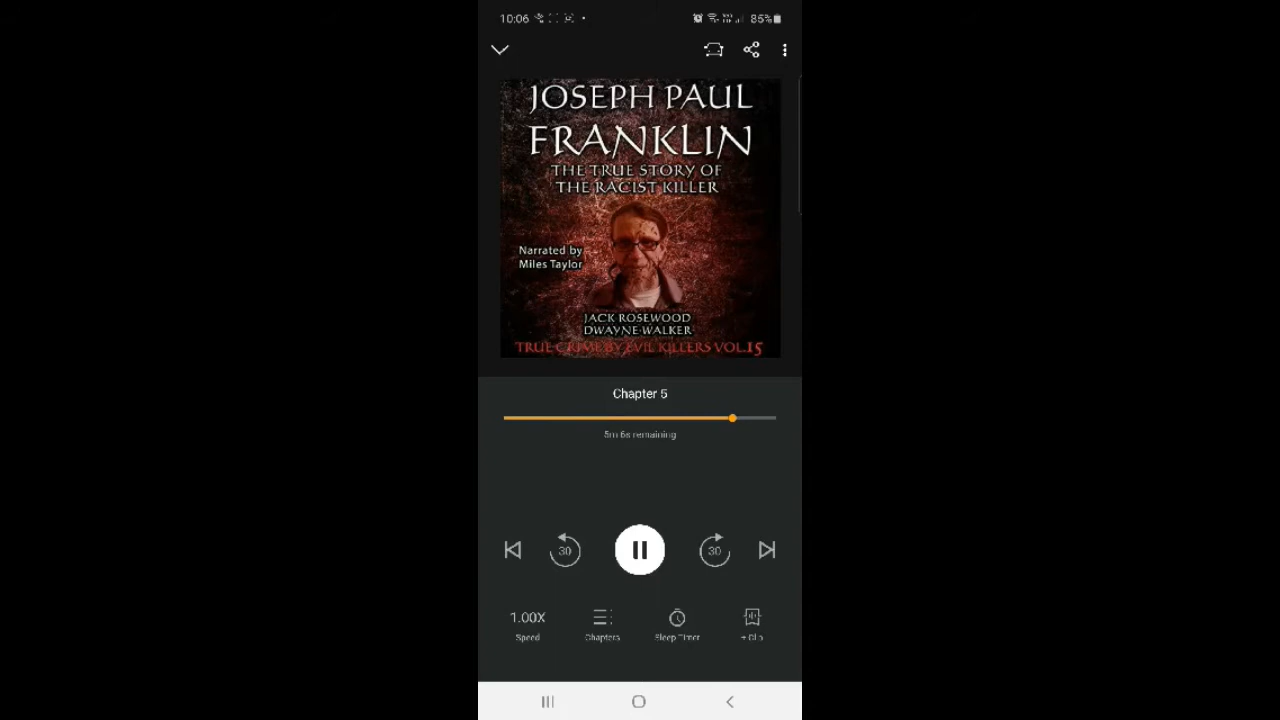 10:06
85%
JOSEPH PAUL
FRANKLIN
THE TRUE STORY OF
THE RACIST KILLER
Narrated by
Miles Taylor
JACK ROSEWOOD
DWAYNE WALKER
TRUE CRIME BY EVIL KILLERS VOL.15
Chapter 5
5m 6s remaining
30
30
1.00X
Speed
Chapters
Sleep Timer
+ Clip